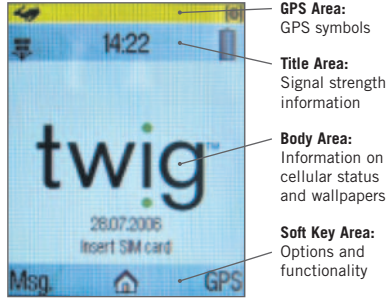 14:22
twig™
28.07.2006
Insert SIM card
Msg.
GPS
GPS Area:
GPS symbols
Title Area:
Signal strength
information
Body Area:
Information on
cellular status
and wallpapers
Soft Key Area:
Options and
functionality